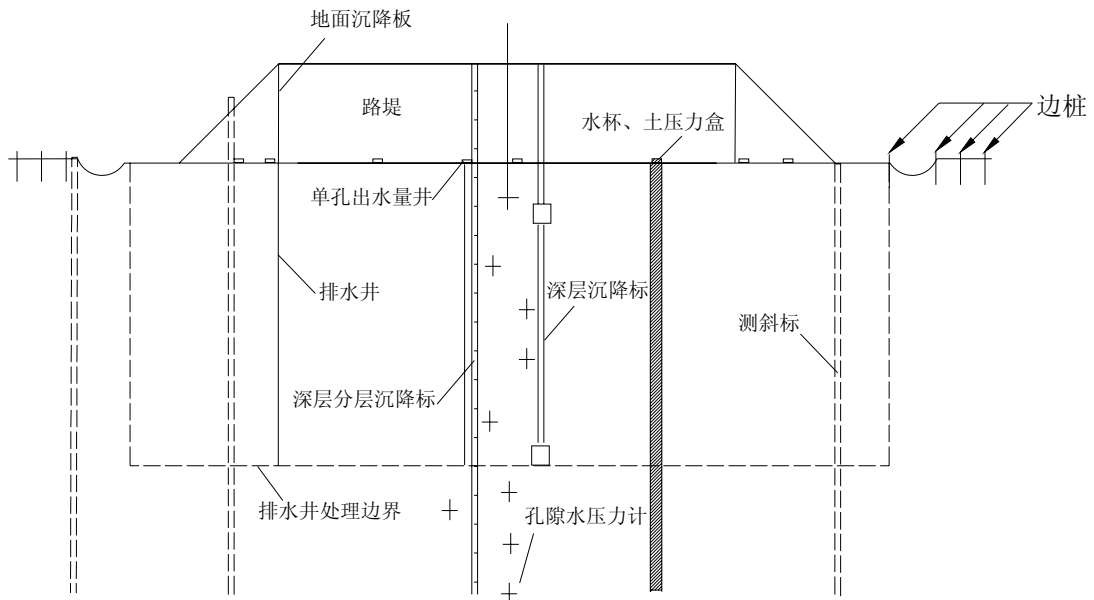 地面沉降板
路堤
水杯、土压力盒
边桩
单孔出水量井
排水井
深层沉降标
测斜标
深层分层沉降标
排水井处理边界
孔隙水压力计